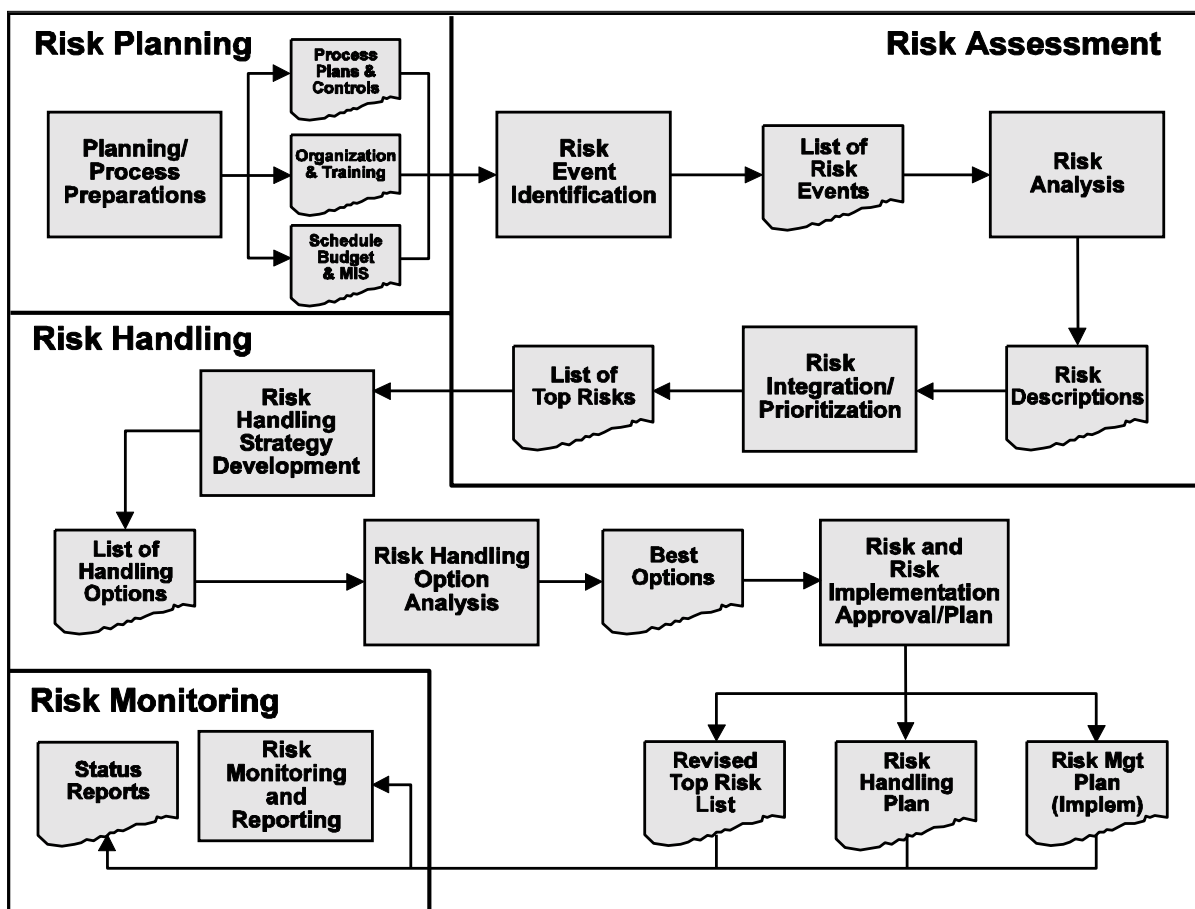 Risk Planning
Planning/
Process
Preparations
Process
Plans &
Controls
Organization
& Training
Schedule
Budget
& MIS
Risk Assessment
Risk
Event
Identification
List of
Risk
Events
Risk
Analysis
Risk
Descriptions
Risk
Integration/
Prioritization
List of
Top Risks
Risk Handling
Risk
Handling
Strategy
Development
List of
Handling
Options
Risk Handling
Option
Analysis
Best
Options
Risk and
Risk
Implementation
Approval/Plan
Revised
Top Risk
List
Risk
Handling
Plan
Risk Mgt
Plan
(Implem)
Risk Monitoring
Status
Reports
Risk
Monitoring
and
Reporting